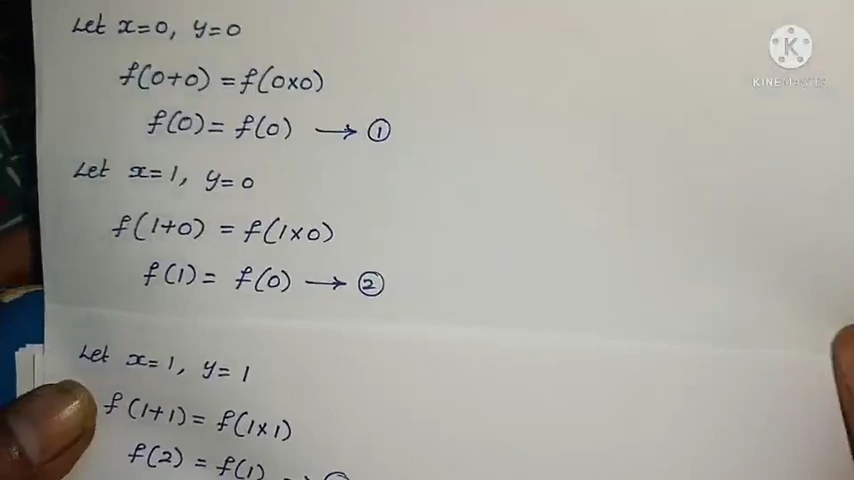 Let x=0, y=0
f(0+0) = f(0×0)
f(0) = f(0) → ①
Let x=1, y=0
f(1+0) = f(1×0)
f(1) = f(0) → ②
Let x=1, y=1
f(1+1) = f(1×1)
f(2) = f(1) →
K
KINEMASTER